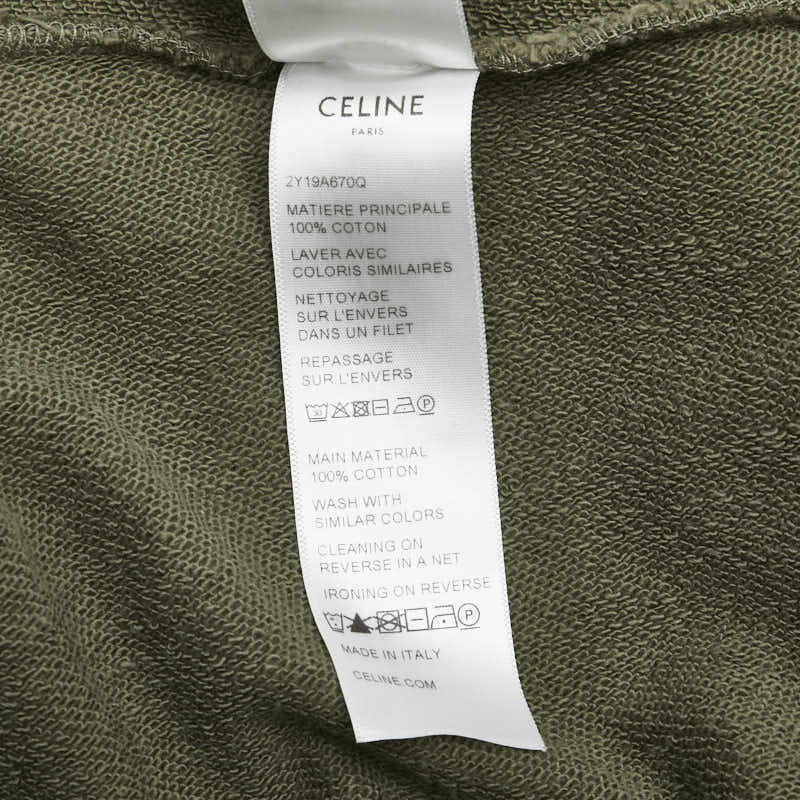 CELINE
PARIS
2Y19A670Q
MATIERE PRINCIPALE
100% COTON
LAVER AVEC
COLORIS SIMILAIRES
NETTOYAGE
SUR L'ENVERS
DANS UN FILET
REPASSAGE
SUR L'ENVERS
P
MAIN MATERIAL
100% COTTON
WASH WITH
SIMILAR COLORS
CLEANING ON
REVERSE IN A NET
IRONING ON REVERSE
P
MADE IN ITALY
CELINE.COM